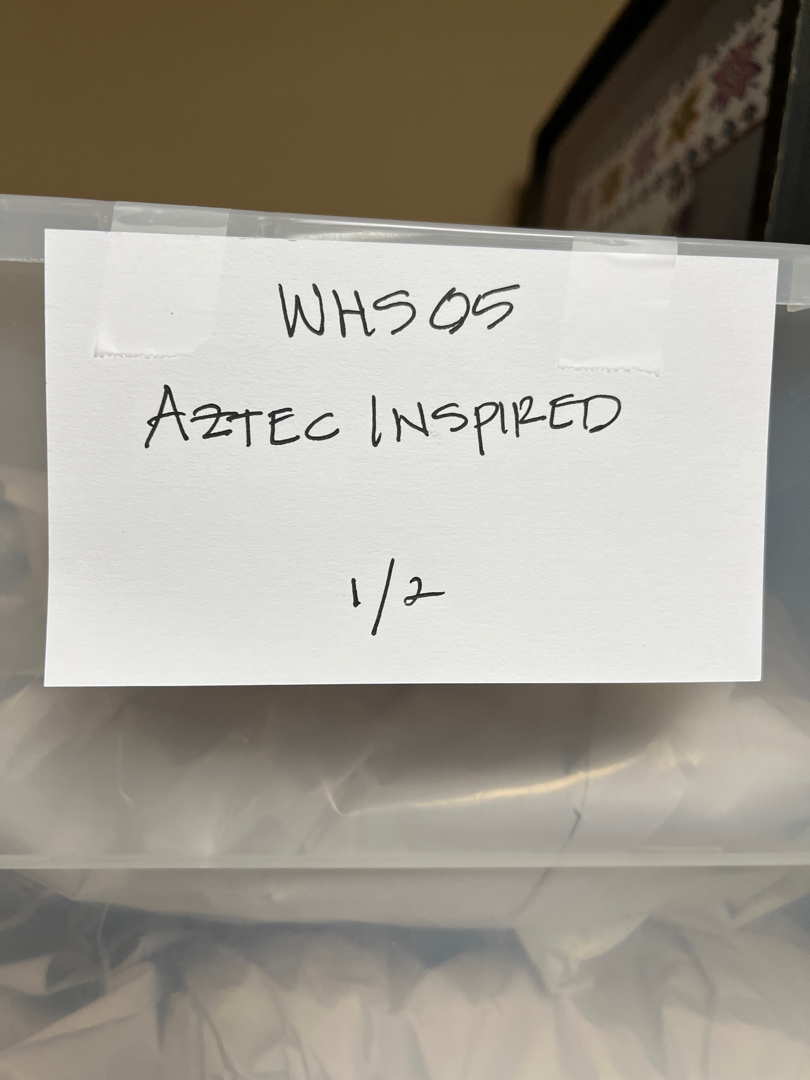 WHS05
AZTEC INSPIRED
1/2